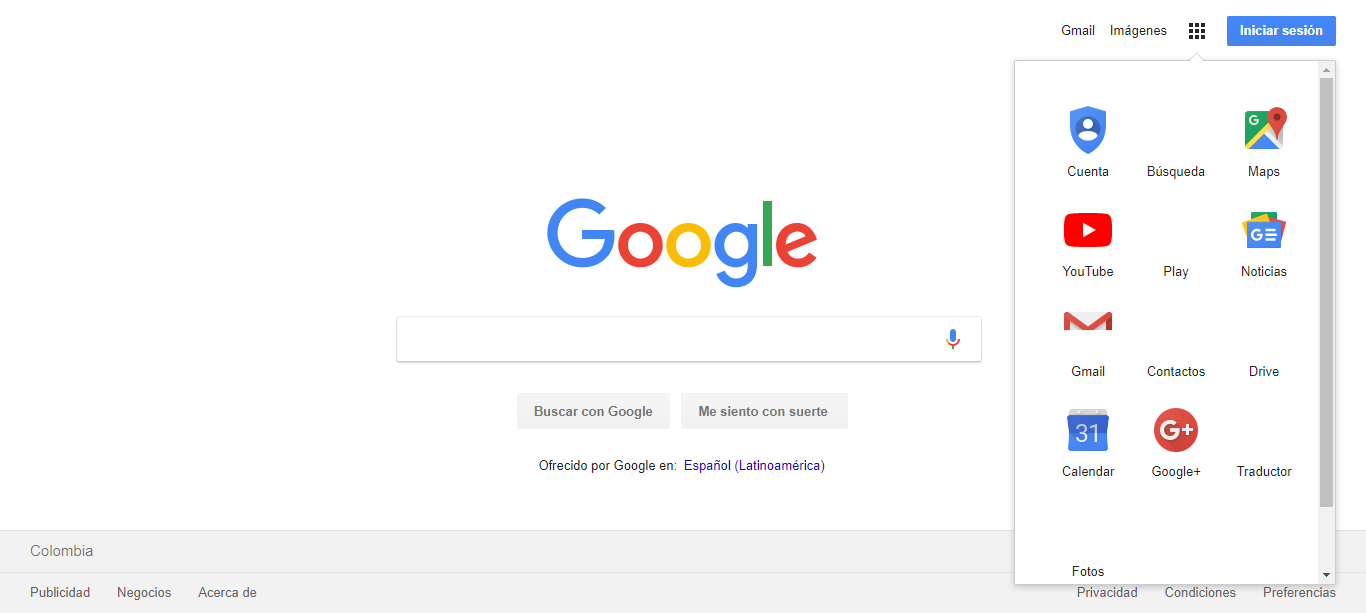 Gmail Imágenes Iniciar sesión
G
Cuenta Búsqueda Maps
GE
YouTube Play Noticias
Gmail Contactos Drive
31 G+
Calendar Google+ Traductor
Fotos
Google
Buscar con Google Me siento con suerte
Ofrecido por Google en: Español (Latinoamérica)
Colombia
Publicidad Negocios Acerca de Privacidad Condiciones Preferencias